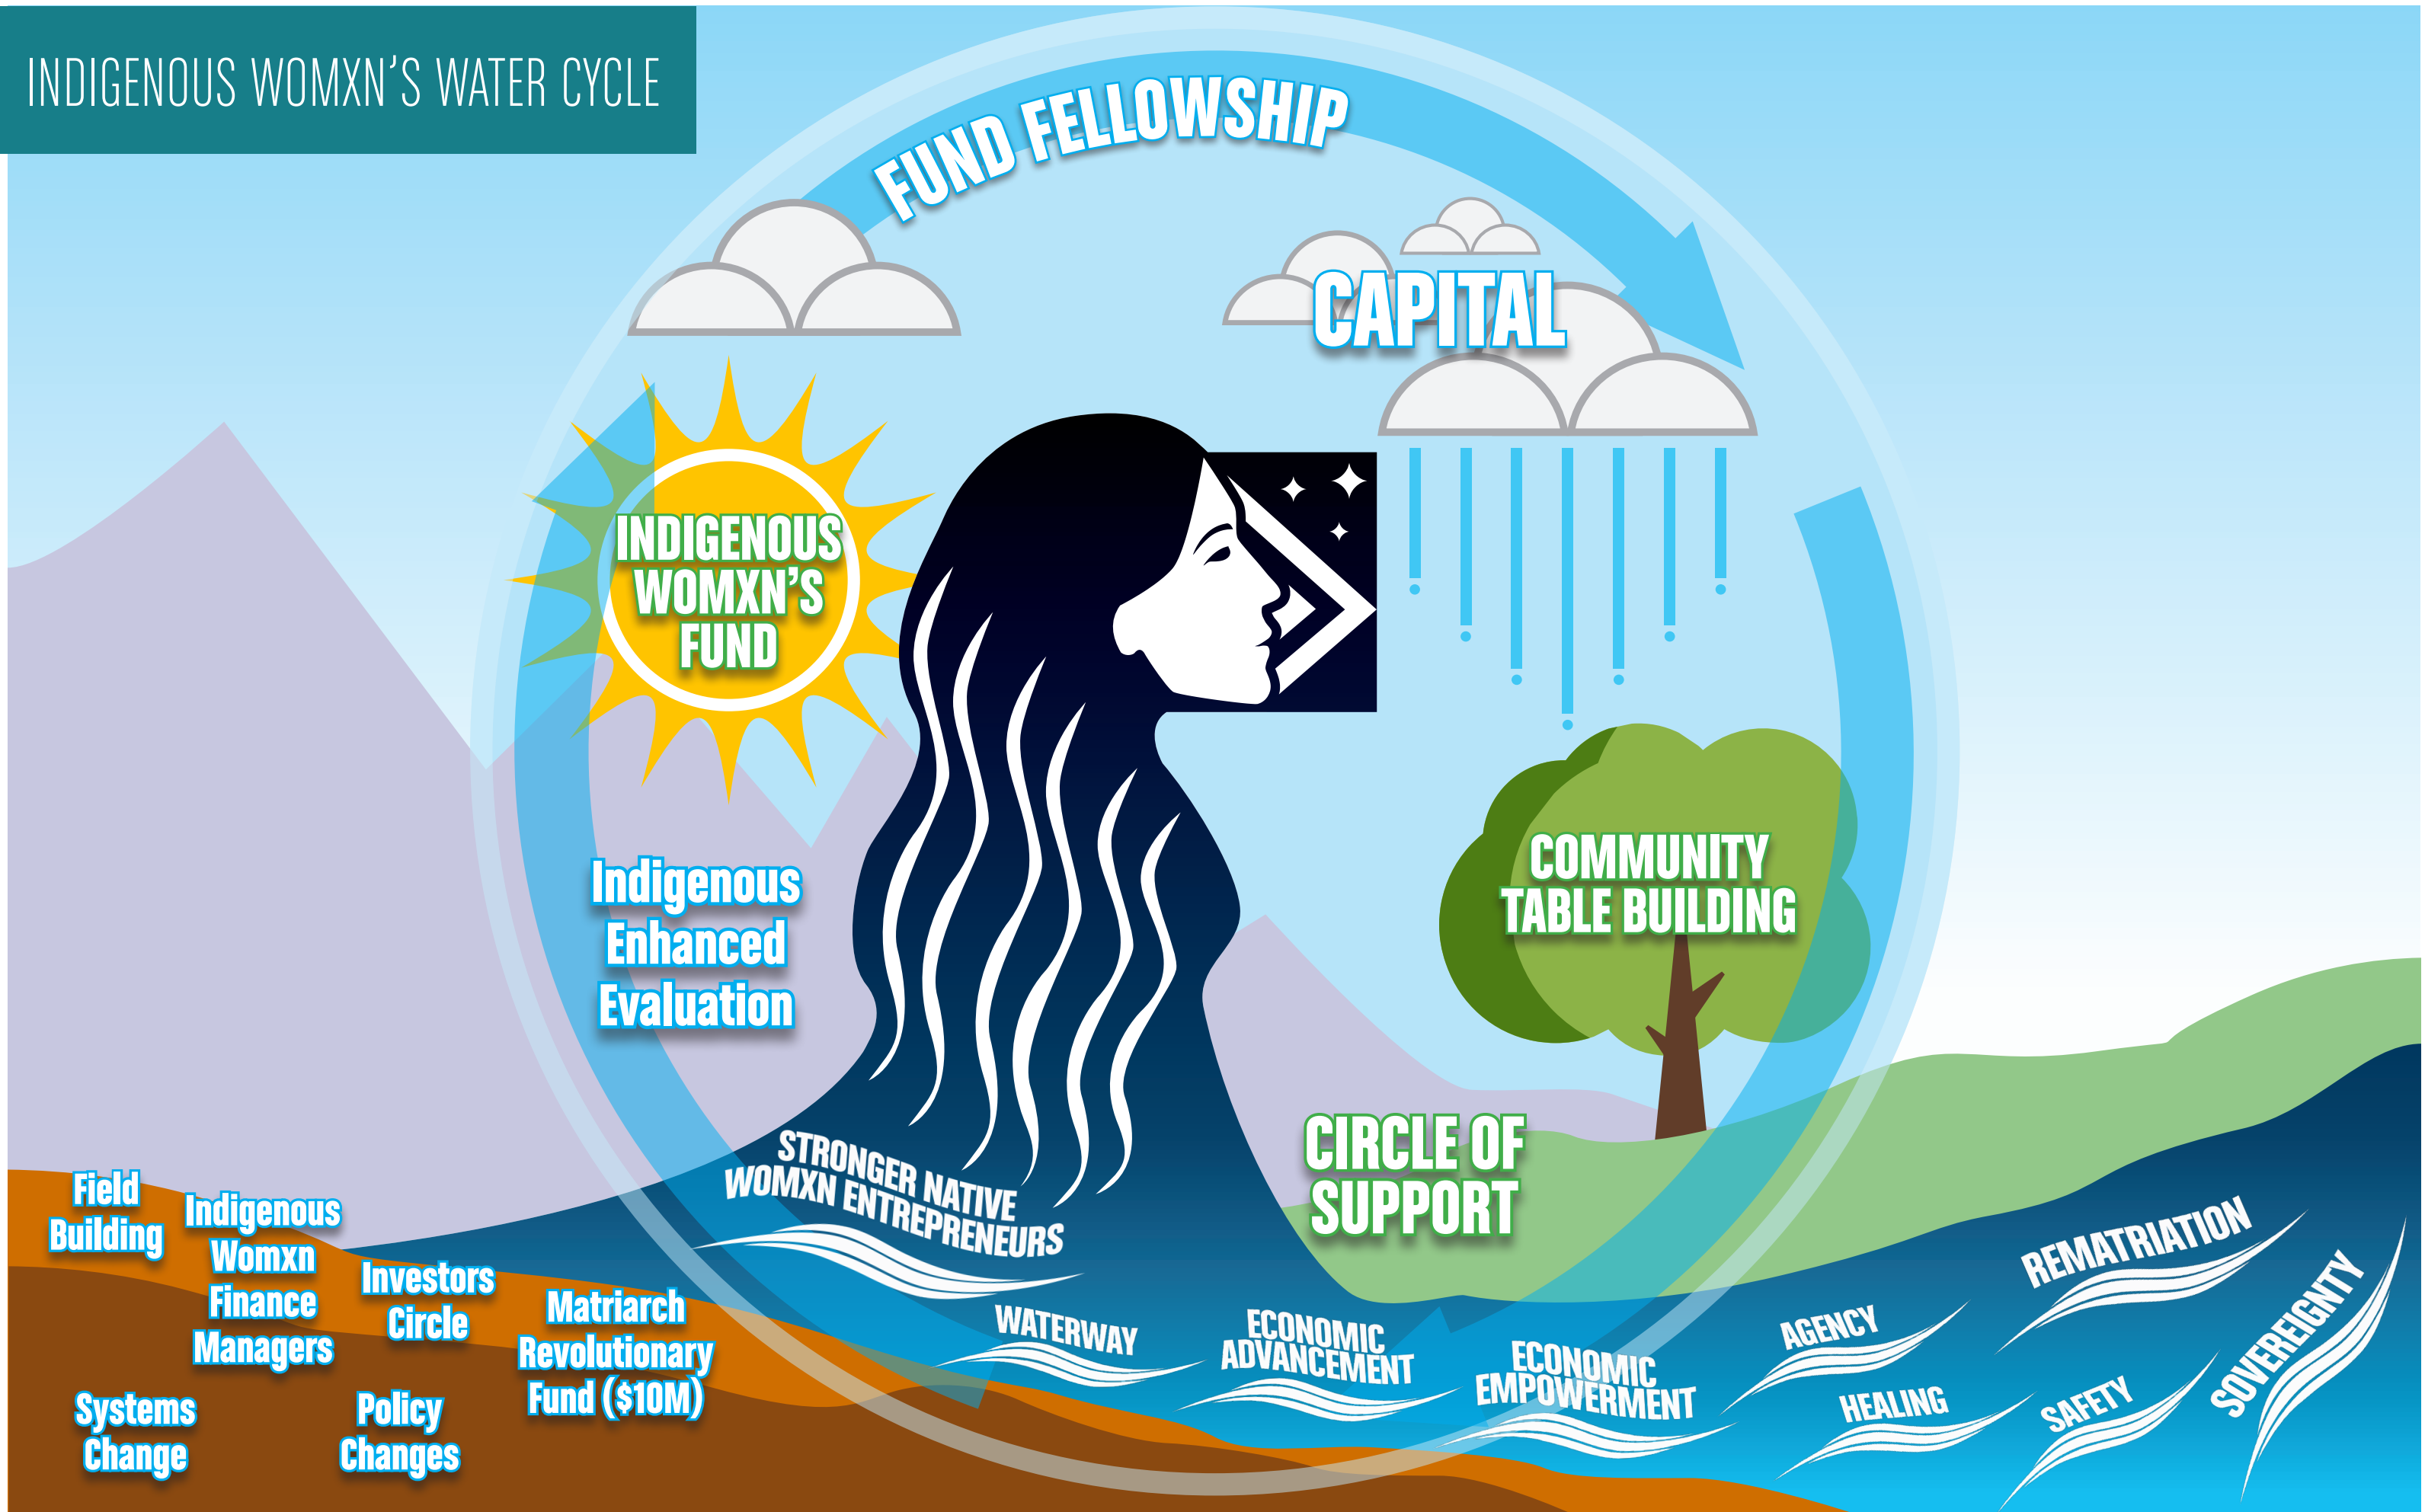 INDIGENOUS WOMXN'S WATER CYCLE
FUND FELLOWSHIP
CAPITAL
INDIGENOUS
WOMXN'S
FUND
COMMUNITY
TABLE BUILDING
Indigenous
Enhanced
Evaluation
CIRCLE OF
SUPPORT
STRONGER NATIVE
WOMXN ENTREPRENEURS
Field
Building
Indigenous
Womxn
Finance
Managers
Investors
Circle
Matriarch
Revolutionary
Fund ($10M)
Systems
Change
Policy
Changes
WATERWAY
ECONOMIC
ADVANCEMENT
ECONOMIC
EMPOWERMENT
AGENCY
HEALING
REMATRIATION
SAFETY
SOVEREIGNTY